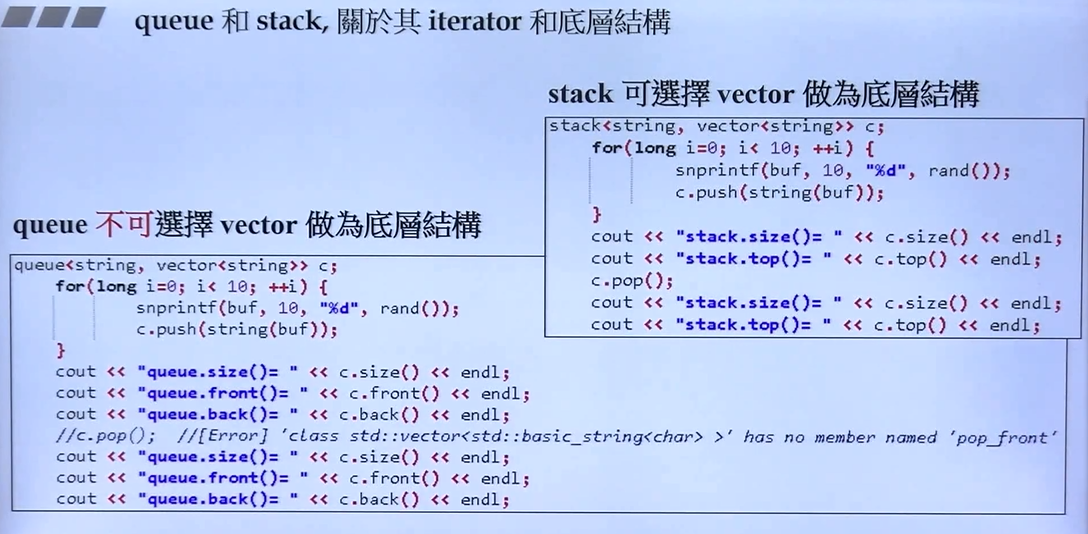 queue 和 stack, 關於其 iterator 和底層結構
stack 可選擇 vector 做為底層結構
stack<string, vector<string>> c;
for(long i=0; i< 10; ++i) {
snprintf(buf, 10, "%d", rand());
c.push(string(buf));
}
cout << "stack.size()= " << c.size() << endl;
cout << "stack.top()= " << c.top() << endl;
c.pop();
cout << "stack.size()= " << c.size() << endl;
cout << "stack.top()= " << c.top() << endl;
queue 不可選擇 vector 做為底層結構
queue<string, vector<string>> c;
for(long i=0; i< 10; ++i) {
snprintf(buf, 10, "%d", rand());
c.push(string(buf));
}
cout << "queue.size()= " << c.size() << endl;
cout << "queue.front()= " << c.front() << endl;
cout << "queue.back()= " << c.back() << endl;
//c.pop(); //[Error] 'class std::vector<std::basic_string<char> >' has no member named 'pop_front'
cout << "queue.size()= " << c.size() << endl;
cout << "queue.front()= " << c.front() << endl;
cout << "queue.back()= " << c.back() << endl;